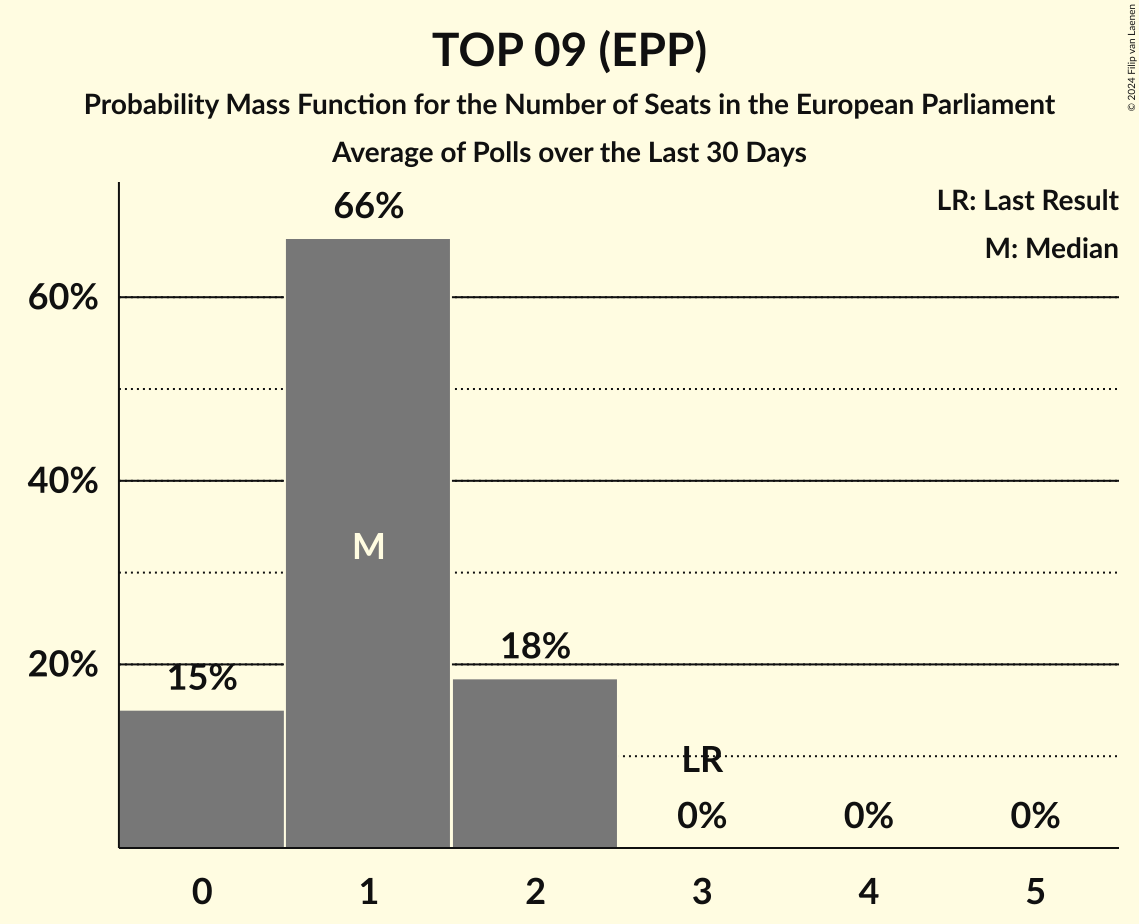 TOP 09 (EPP)
Probability Mass Function for the Number of Seats in the European Parliament
Average of Polls over the Last 30 Days
© 2024 Filip van Laenen
LR: Last Result
M: Median
66%
60%
40%
M
18%
20%
15%
LR
0%
0%
0%
0
1
2
3
4
5